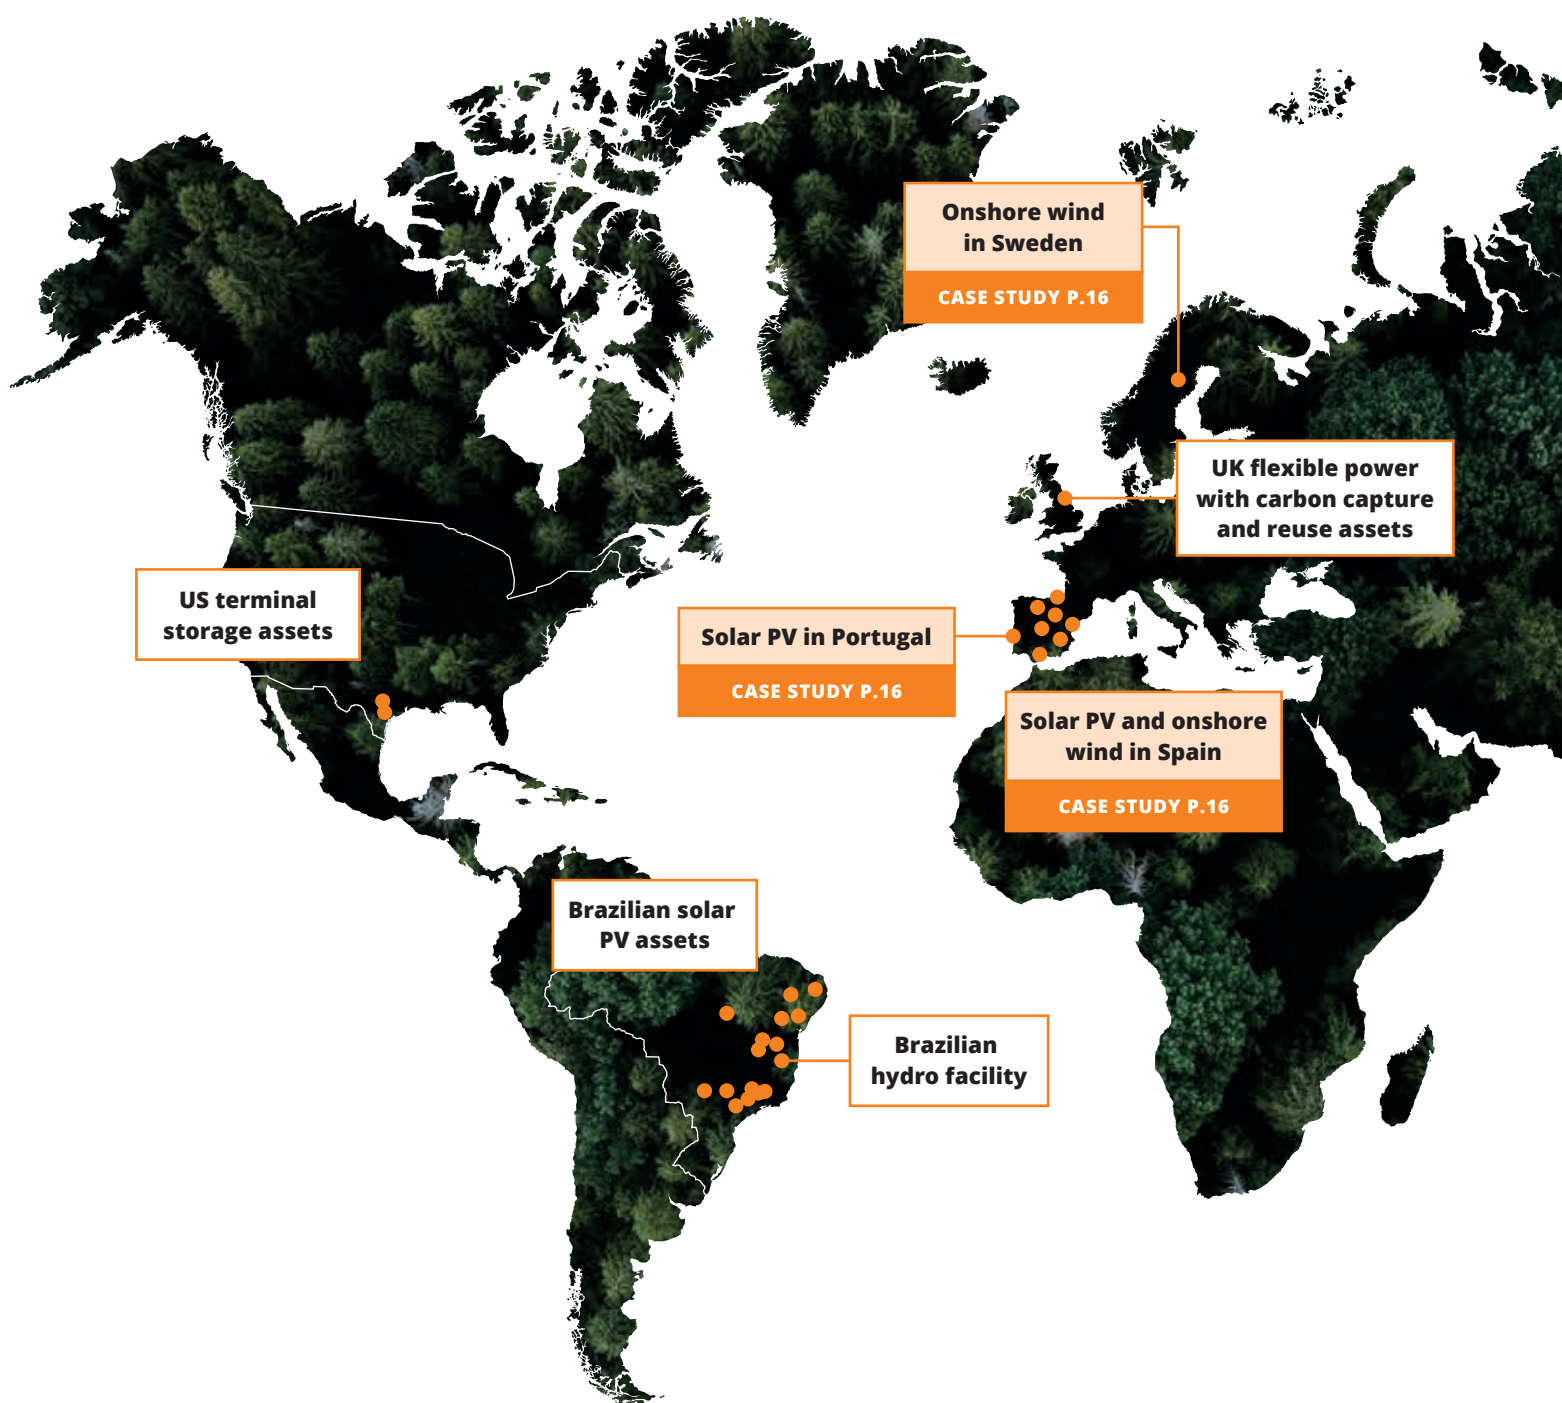 Onshore wind
in Sweden
CASE STUDY P.16
UK flexible power
with carbon capture
and reuse assets
US terminal
storage assets
Solar PV in Portugal
CASE STUDY P.16
Solar PV and onshore
wind in Spain
CASE STUDY P.16
Brazilian solar
PV assets
Brazilian
hydro facility